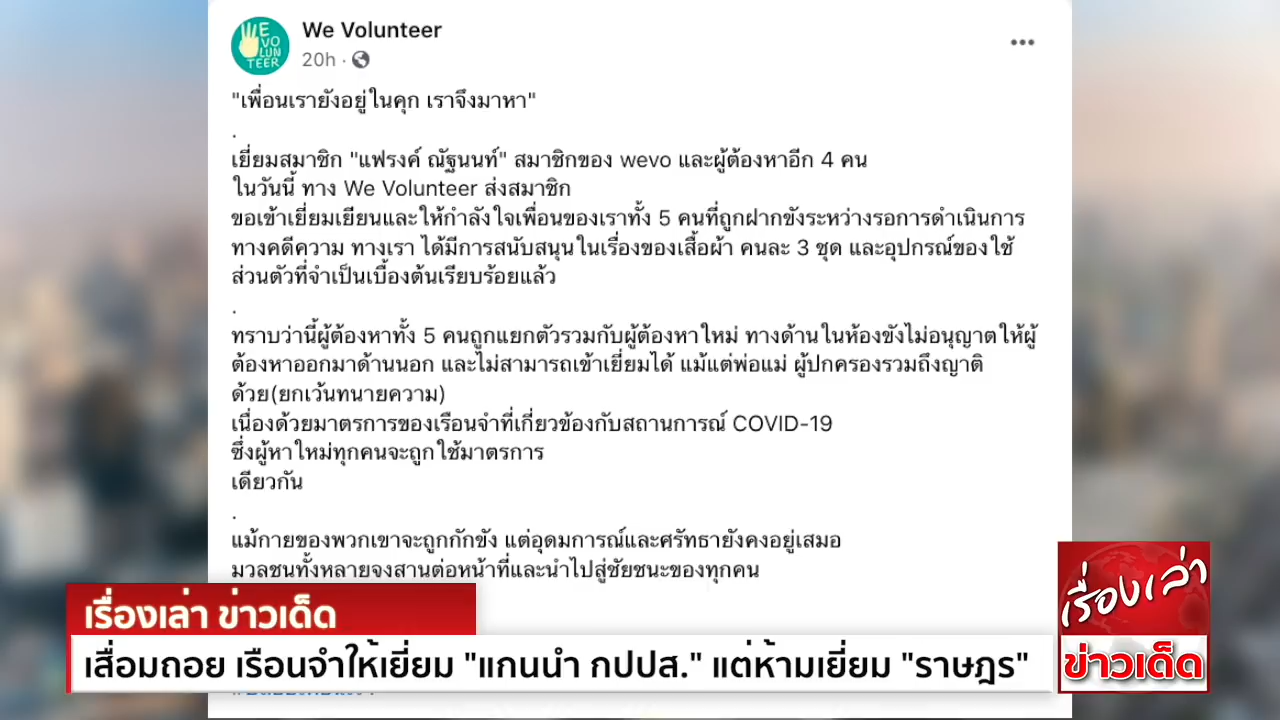 WE
VO
LUN
TEER
We Volunteer
20h ·
"เพื่อนเรายังอยู่ในคุก เราจึงมาหา"
.
เยี่ยมสมาชิก "แฟรงค์ ณัฐนนท์" สมาชิกของ wevo และผู้ต้องหาอีก 4 คน
ในวันนี้ ทาง We Volunteer ส่งสมาชิก
ขอเข้าเยี่ยมเยียนและให้กำลังใจเพื่อนของเราทั้ง 5 คนที่ถูกฝากขังระหว่างรอการดำเนินการ
ทางคดีความ ทางเรา ได้มีการสนับสนุนในเรื่องของเสื้อผ้า คนละ 3 ชุด และอุปกรณ์ของใช้
ส่วนตัวที่จำเป็นเบื้องต้นเรียบร้อยแล้ว
.
ทราบว่านี้ผู้ต้องหาทั้ง 5 คนถูกแยกตัวรวมกับผู้ต้องหาใหม่ ทางด้านในห้องขังไม่อนุญาตให้ผู้
ต้องหาออกมาด้านนอก และไม่สามารถเข้าเยี่ยมได้ แม้แต่พ่อแม่ ผู้ปกครองรวมถึงญาติ
ด้วย(ยกเว้นทนายความ)
เนื่องด้วยมาตรการของเรือนจำที่เกี่ยวข้องกับสถานการณ์ COVID-19
ซึ่งผู้หาใหม่ทุกคนจะถูกใช้มาตรการ
เดียวกัน
.
แม้กายของพวกเขาจะถูกกักขัง แต่อุดมการณ์และศรัทธายังคงอยู่เสมอ
มวลชนทั้งหลายจงสานต่อหน้าที่และนำไปสู่ชัยชนะของทุกคน
เรื่องเล่า ข่าวเด็ด
เสื่อมถอย เรือนจำให้เยี่ยม "แกนนำ กปปส." แต่ห้ามเยี่ยม "ราษฎร"
เรื่องเล่า
ข่าวเด็ด